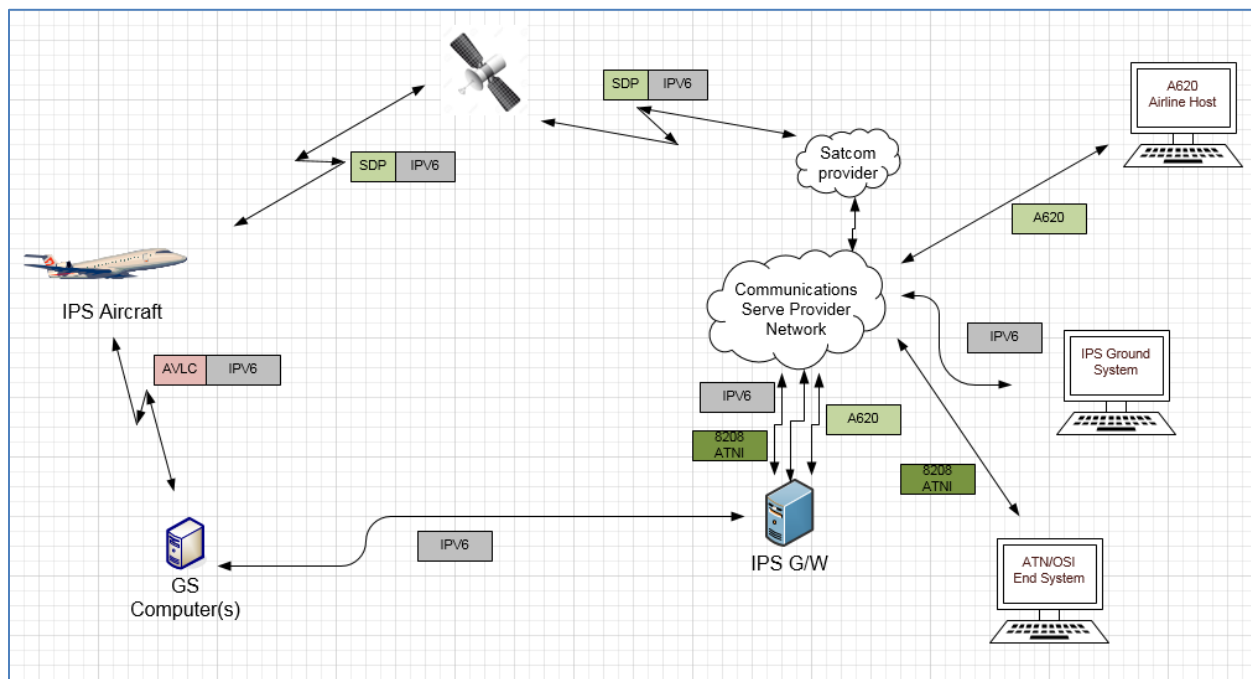 SDP IPV6
A620
Airline Host
SDP IPV6
Satcom
provider
A620
IPS Aircraft
Communications
Serve Provider
Network
IPV6
IPS Ground
System
AVLC IPV6
IPV6
A620
8208
ATNI
8208
ATNI
IPV6
IPS G/W
GS
Computer(s)
ATN/OSI
End System